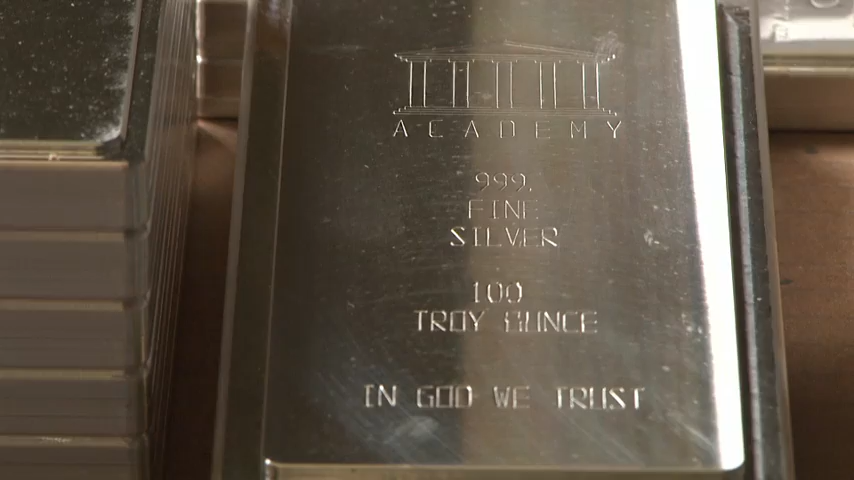 ACADEMY
999.
FINE
SILVER
100
TROY OUNCE
IN GOD WE TRUST